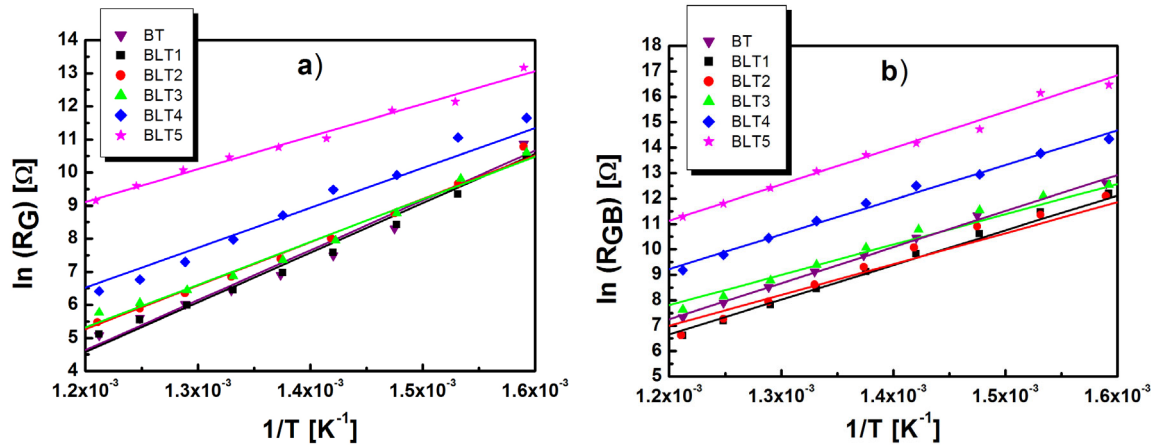 BT
BLT1
BLT2
BLT3
BLT4
BLT5
a)
14
13
12
11
10
9
8
7
6
5
4
ln (RG) [Ω]
1.2x10⁻³ 1.3x10⁻³ 1.4x10⁻³ 1.5x10⁻³ 1.6x10⁻³
1/T [K⁻¹]
BT
BLT1
BLT2
BLT3
BLT4
BLT5
b)
18
17
16
15
14
13
12
11
10
9
8
7
6
5
ln (RGB) [Ω]
1.2x10⁻³ 1.3x10⁻³ 1.4x10⁻³ 1.5x10⁻³ 1.6x10⁻³
1/T [K⁻¹]